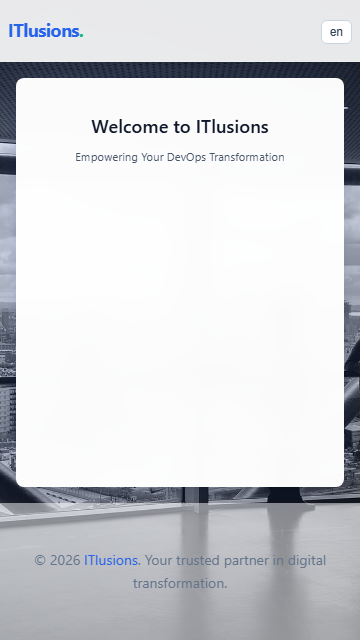 ITlusions.
en
Welcome to ITlusions
Empowering Your DevOps Transformation
© 2026 ITlusions. Your trusted partner in digital
transformation.